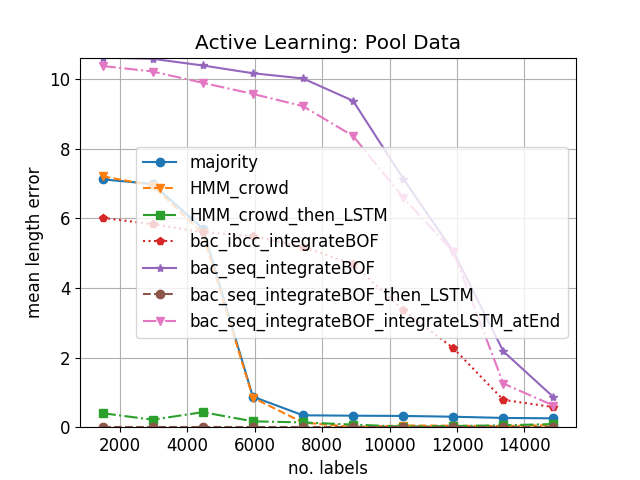 Active Learning: Pool Data
mean length error
10
8
6
4
2
0
majority
HMM_crowd
HMM_crowd_then_LSTM
bac_ibcc_integrateBOF
bac_seq_integrateBOF
bac_seq_integrateBOF_then_LSTM
bac_seq_integrateBOF_integrateLSTM_atEnd
2000 4000 6000 8000 10000 12000 14000
no. labels